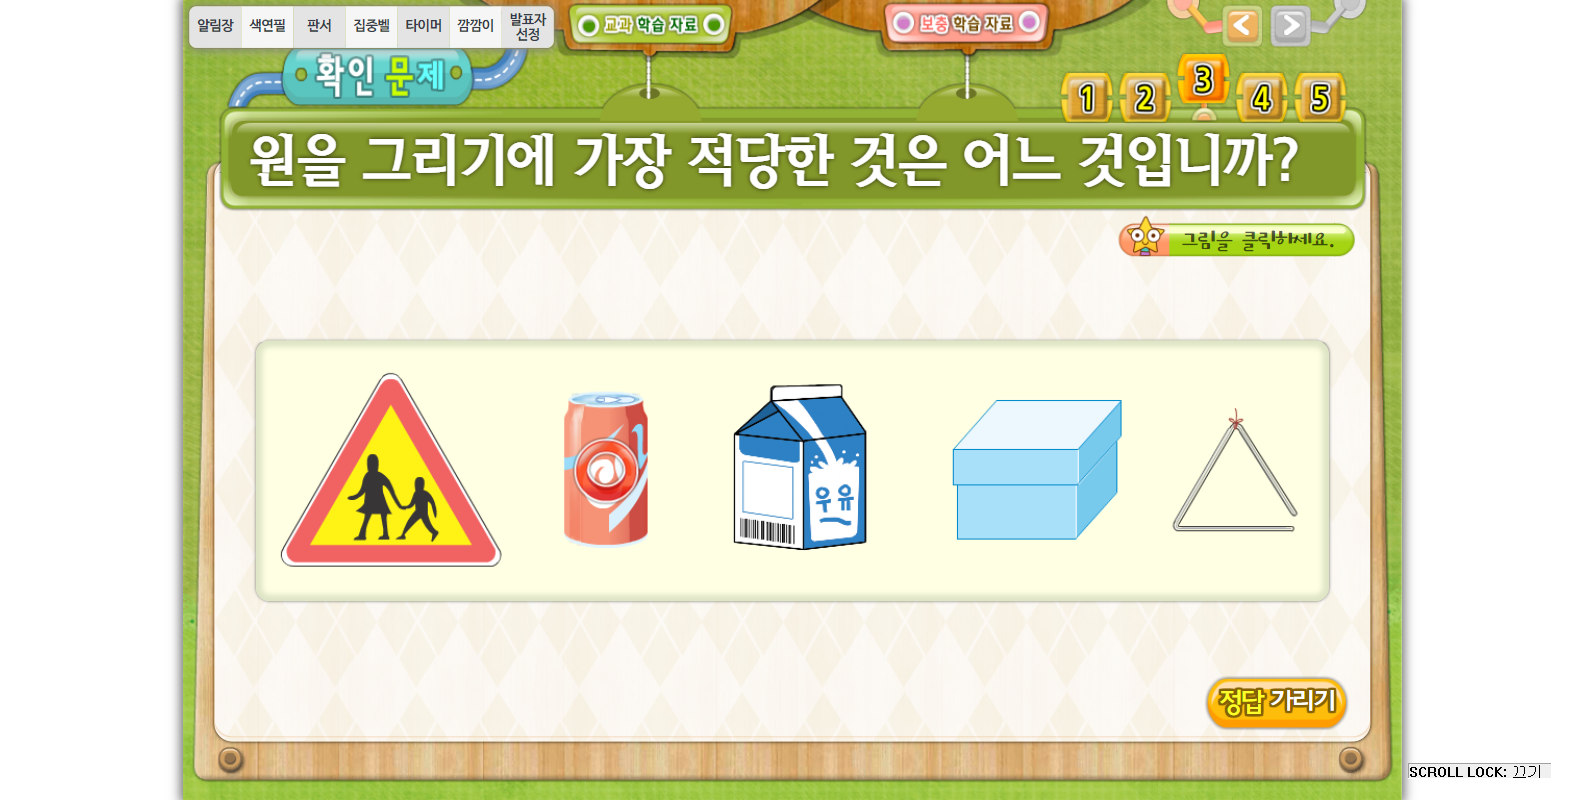 알림장 색연필 판서 집중벨 타이머 깜깜이 발표자 선정
교과 학습 자료
보충 학습 자료
확인 문제
1 2 3 4 5
원을 그리기에 가장 적당한 것은 어느 것입니까?
그림을 클릭하세요.
우유
정답 가리기
SCROLL LOCK: 끄기